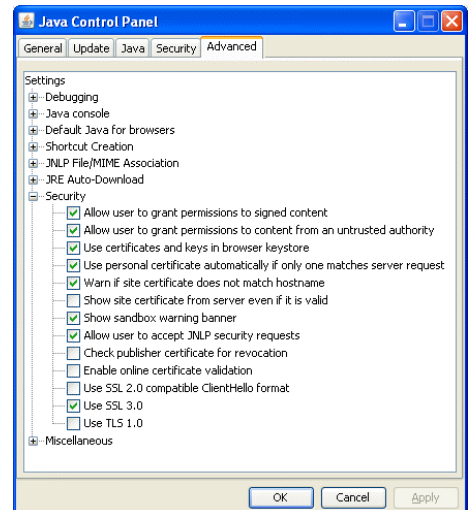 Java Control Panel
General Update Java Security Advanced
Settings
Debugging
Java console
Default Java for browsers
Shortcut Creation
JNLP File/MIME Association
JRE Auto-Download
Security
Allow user to grant permissions to signed content
Allow user to grant permissions to content from an untrusted authority
Use certificates and keys in browser keystore
Use personal certificate automatically if only one matches server request
Warn if site certificate does not match hostname
Show site certificate from server even if it is valid
Show sandbox warning banner
Allow user to accept JNLP security requests
Check publisher certificate for revocation
Enable online certificate validation
Use SSL 2.0 compatible ClientHello format
Use SSL 3.0
Use TLS 1.0
Miscellaneous
OK Cancel Apply